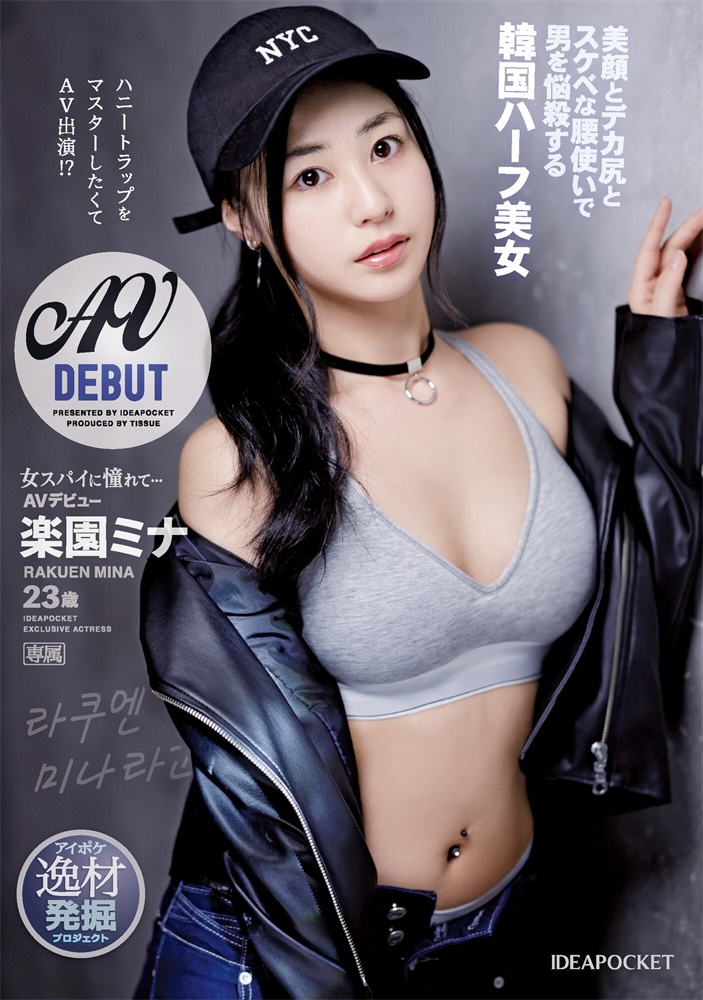 NYC
美顔とデカ尻と
スケベな腰使いで
男を悩殺する
韓国ハーフ美女
ハニートラップを
マスターしたくて
AV出演!?
AV
DEBUT
PRESENTED BY IDEAPOCKET
PRODUCED BY TISSUE
女スパイに憧れて…
AVデビュー
楽園ミナ
RAKUEN MINA
23歳
IDEAPOCKET
EXCLUSIVE ACTRESS
専属
라쿠엔
미나라고
アイポケ
逸材
発掘
プロジェクト
IDEAPOCKET